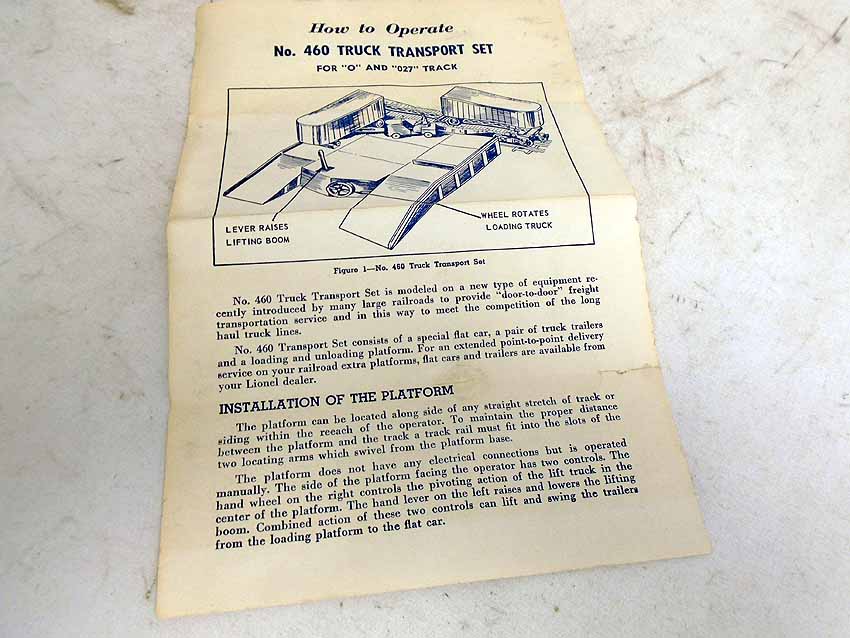 How to Operate
No. 460 TRUCK TRANSPORT SET
FOR "O" AND "027" TRACK
LEVER RAISES
LIFTING BOOM
WHEEL ROTATES
LOADING TRUCK
Figure 1—No. 460 Truck Transport Set
No. 460 Truck Transport Set is modeled on a new type of equipment re-
cently introduced by many large railroads to provide "door-to-door" freight
transportation service and in this way to meet the competition of the long
haul truck lines.
No. 460 Transport Set consists of a special flat car, a pair of truck trailers
and a loading and unloading platform. For an extended point-to-point delivery
service on your railroad extra platforms, flat cars and trailers are available from
your Lionel dealer.
INSTALLATION OF THE PLATFORM
The platform can be located along side of any straight stretch of track or
siding within the reeach of the operator. To maintain the proper distance
between the platform and the track a track rail must fit into the slots of the
two locating arms which swivel from the platform base.
The platform does not have any electrical connections but is operated
manually. The side of the platform facing the operator has two controls. The
hand wheel on the right controls the pivoting action of the lift truck in the
center of the platform. The hand lever on the left raises and lowers the lifting
boom. Combined action of these two controls can lift and swing the trailers
from the loading platform to the flat car.